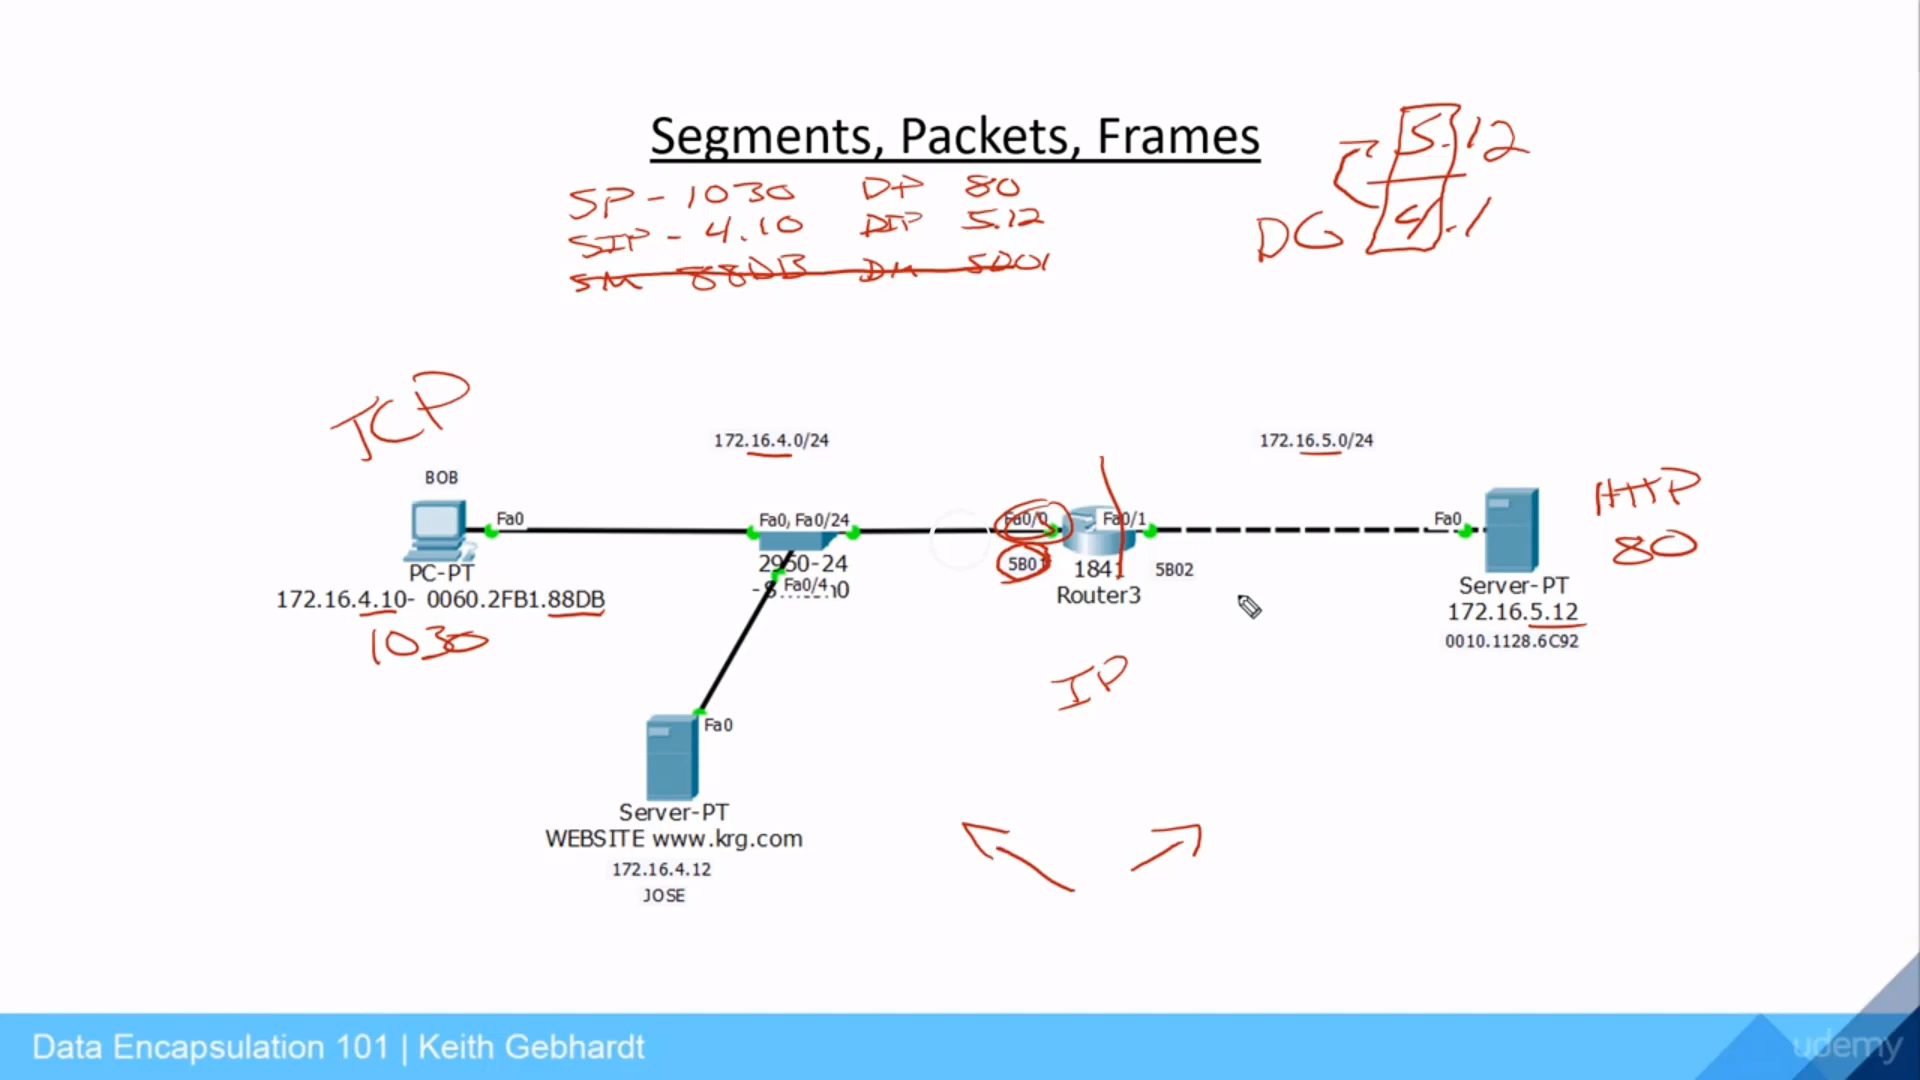 Segments, Packets, Frames
SP - 1030 DP 80
SIP - 4.10 DIP 5.12
SM 88DB DM 5B01
5.12
DG 4.1
TCP
172.16.4.0/24
172.16.5.0/24
BOB
HTTP
80
Fa0
Fa0, Fa0/24
Fa0/0
Fa0/1
Fa0
PC-PT
2950-24
5B01
1841
5B02
Fa0/4
Router3
Server-PT
172.16.4.10- 0060.2FB1.88DB
172.16.5.12
1030
0010.1128.6C92
IP
Fa0
Server-PT
WEBSITE www.krg.com
172.16.4.12
JOSE
Data Encapsulation 101 | Keith Gebhardt
udemy